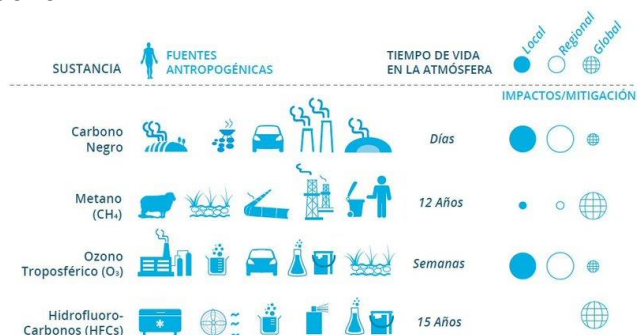 SUSTANCIA
FUENTES
ANTROPOGÉNICAS
TIEMPO DE VIDA
EN LA ATMÓSFERA
Local
Regional
Global
IMPACTOS/MITIGACIÓN
Carbono
Negro
Días
Metano
(CH₄)
12 Años
Ozono
Troposférico (O₃)
Semanas
Hidrofluoro-
Carbonos (HFCs)
15 Años